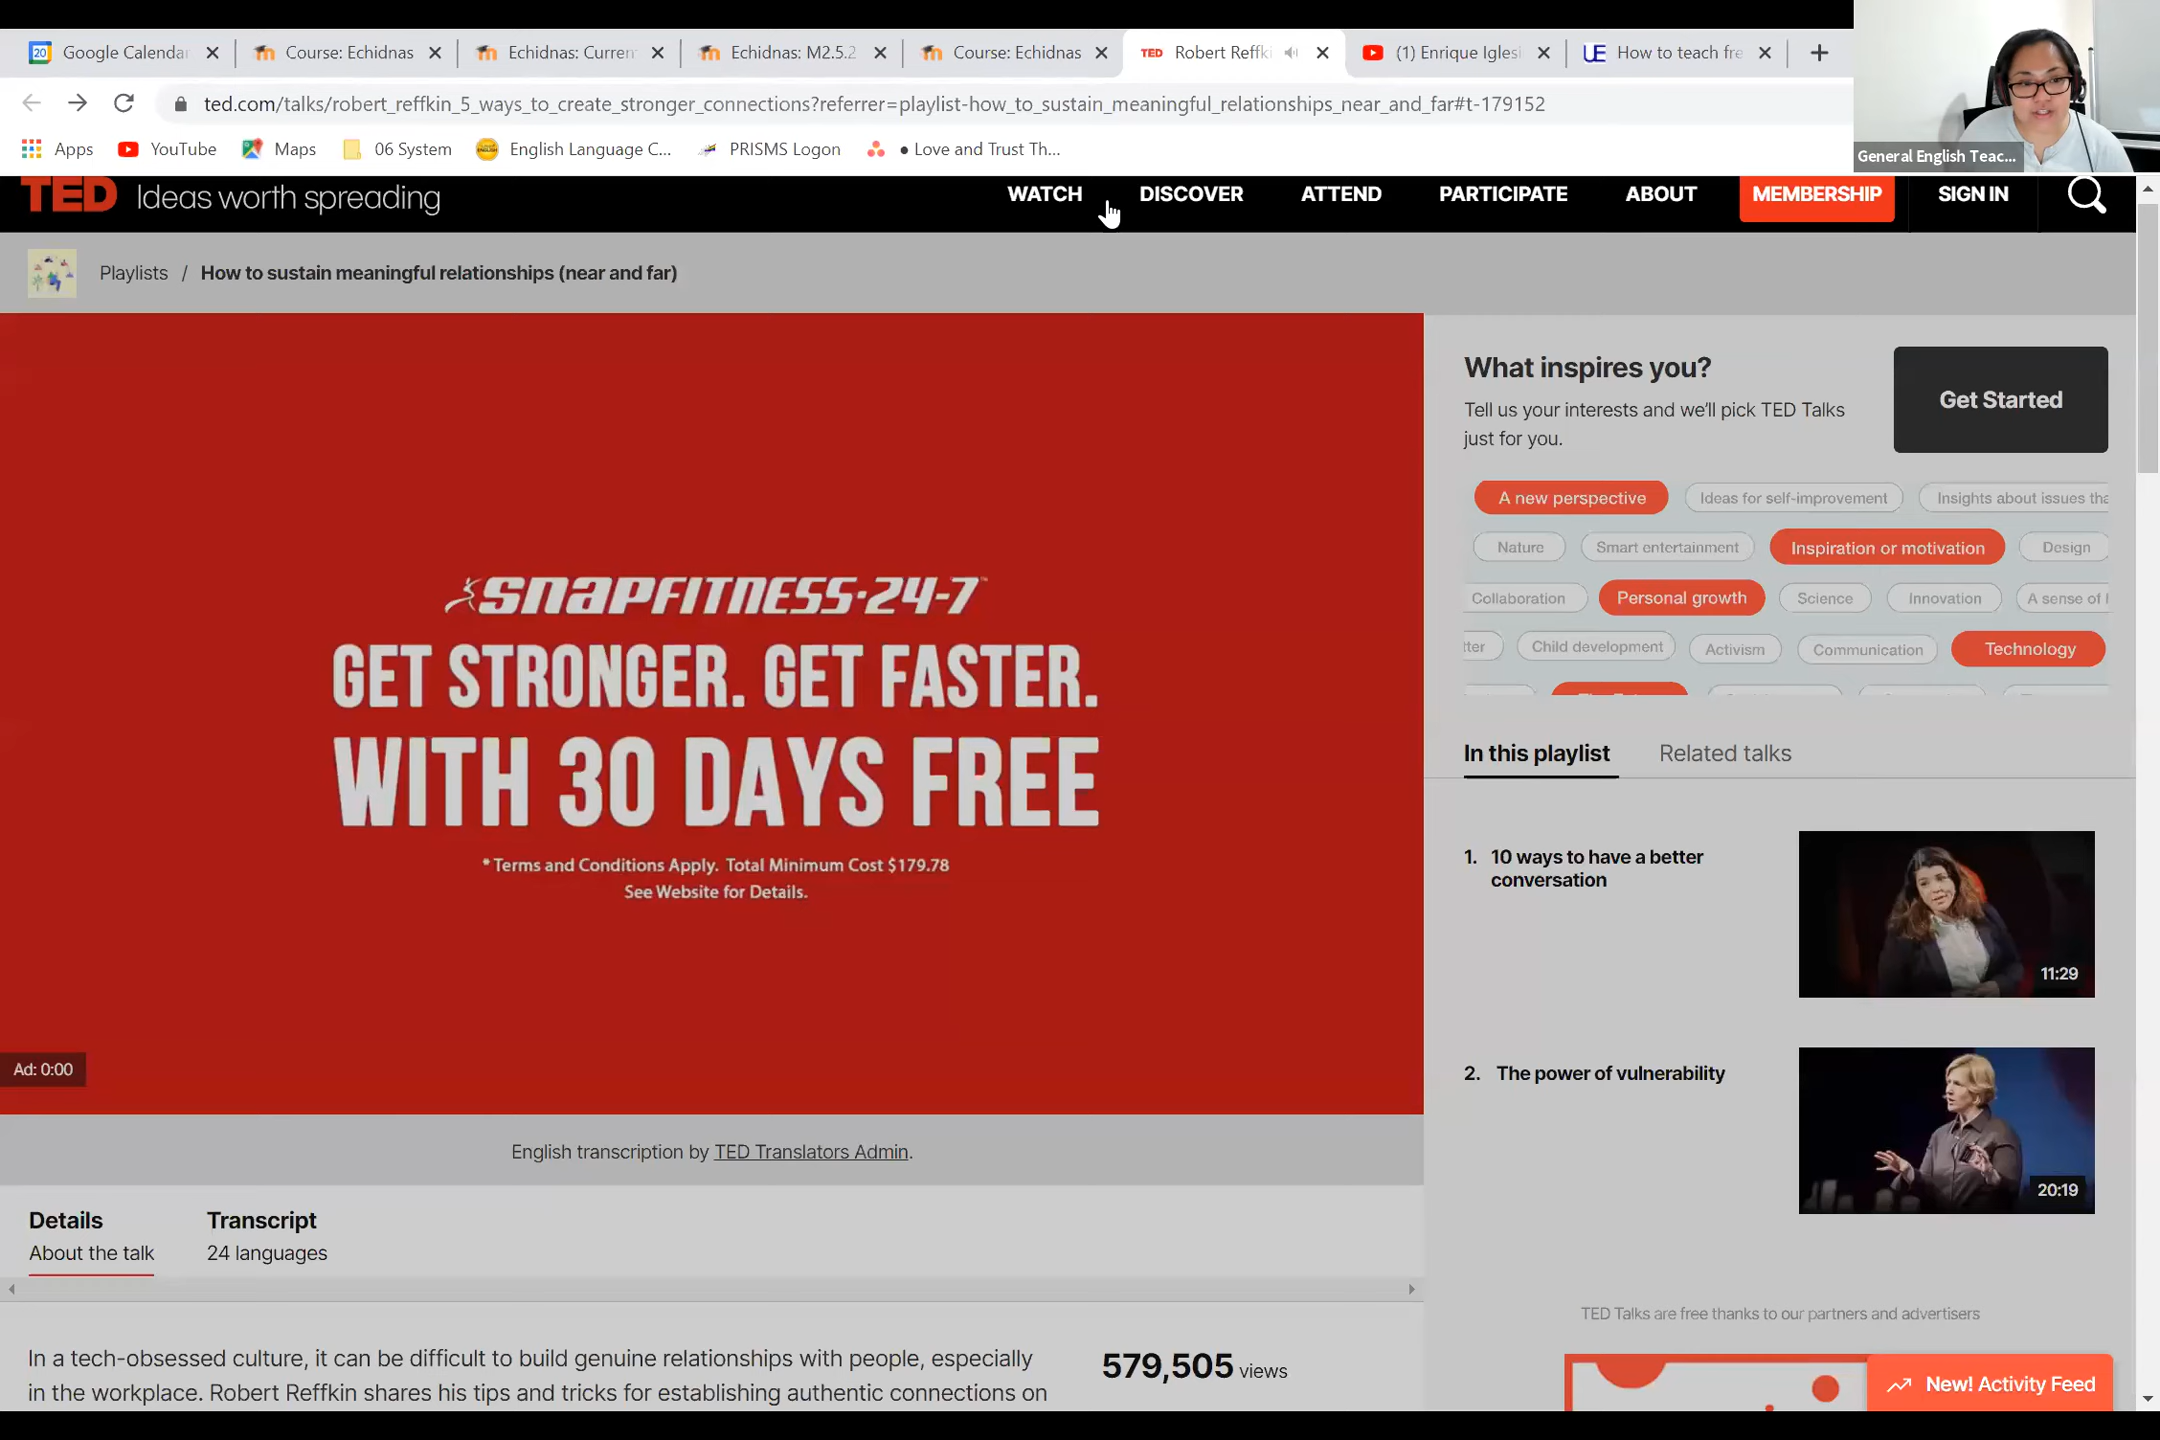 Google Calenda
Course: Echidnas
Echidnas: Curren
Echidnas: M2.5.2
Course: Echidnas
TED Robert Reffki
(1) Enrique Iglesi
UE How to teach fre
ted.com/talks/robert_reffkin_5_ways_to_create_stronger_connections?referrer=playlist-how_to_sustain_meaningful_relationships_near_and_far#t-179152
General English Teac...
Apps YouTube Maps 06 System English Language C... PRISMS Logon • Love and Trust Th...
TED Ideas worth spreading
WATCH DISCOVER ATTEND PARTICIPATE ABOUT MEMBERSHIP SIGN IN
Playlists / How to sustain meaningful relationships (near and far)
SNAPFITNESS·24-7
GET STRONGER. GET FASTER.
WITH 30 DAYS FREE
* Terms and Conditions Apply. Total Minimum Cost $179.78
See Website for Details.
Ad: 0:00
English transcription by TED Translators Admin.
Details
About the talk
Transcript
24 languages
In a tech-obsessed culture, it can be difficult to build genuine relationships with people, especially
in the workplace. Robert Reffkin shares his tips and tricks for establishing authentic connections on
579,505 views
What inspires you?
Tell us your interests and we'll pick TED Talks
just for you.
Get Started
A new perspective Ideas for self-improvement Insights about issues tha
Nature Smart entertainment Inspiration or motivation Design
Collaboration Personal growth Science Innovation A sense of
tter Child development Activism Communication Technology
In this playlist Related talks
1. 10 ways to have a better
conversation
11:29
2. The power of vulnerability
20:19
TED Talks are free thanks to our partners and advertisers
New! Activity Feed